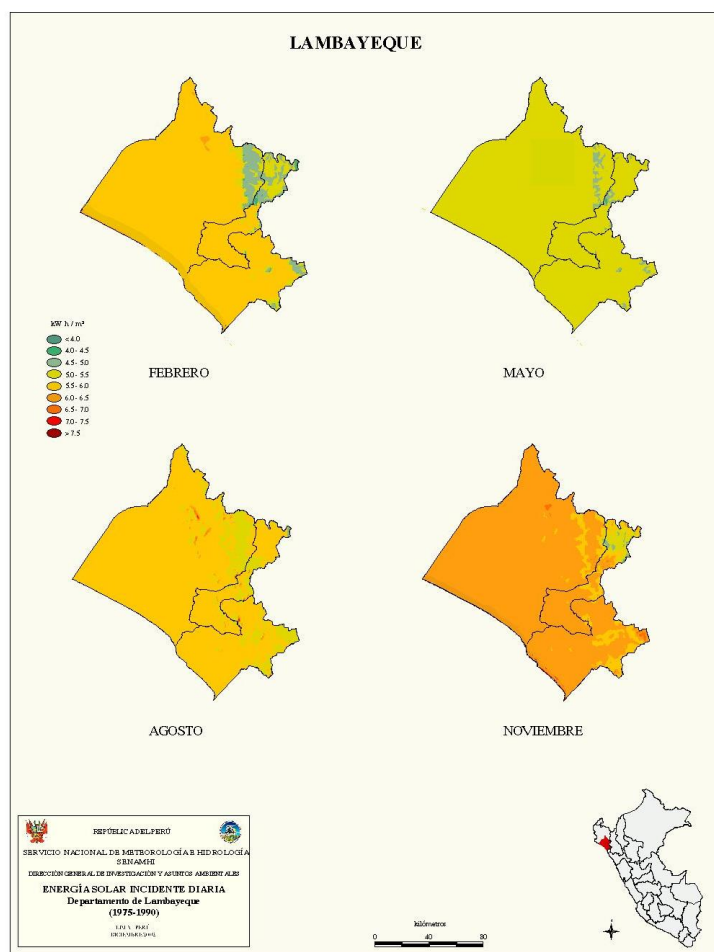 LAMBAYEQUE
kW h / m²
< 4.0
4.0 - 4.5
4.5 - 5.0
5.0 - 5.5
5.5 - 6.0
6.0 - 6.5
6.5 - 7.0
7.0 - 7.5
> 7.5
FEBRERO
MAYO
AGOSTO
NOVIEMBRE
REPÚBLICA DEL PERÚ
SERVICIO NACIONAL DE METEOROLOGÍA E HIDROLOGÍA
SENAMHI
DIRECCIÓN GENERAL DE INVESTIGACIÓN Y ASUNTOS AMBIENTALES
ENERGÍA SOLAR INCIDENTE DIARIA
Departamento de Lambayeque
(1975-1990)
LIMA - PERÚ
kilómetros
0 40 80